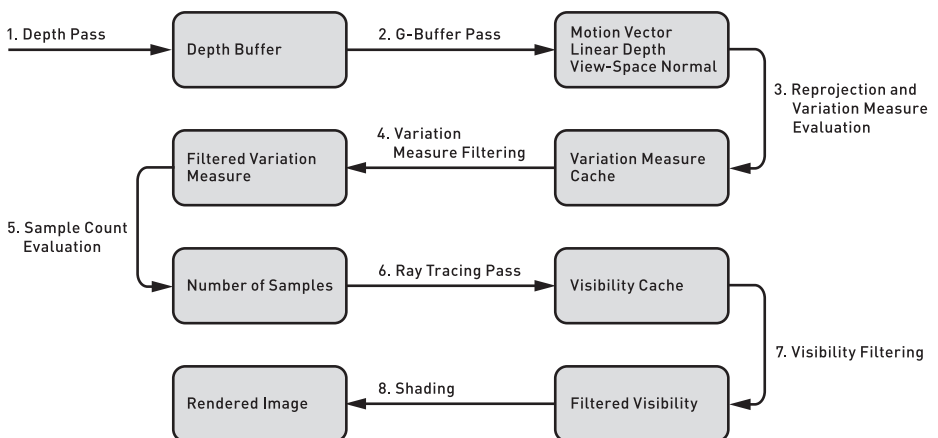 1. Depth Pass
Depth Buffer
2. G-Buffer Pass
Motion Vector
Linear Depth
View-Space Normal
3. Reprojection and
Variation Measure
Evaluation
Variation Measure
Cache
4. Variation
Measure Filtering
Filtered Variation
Measure
5. Sample Count
Evaluation
Number of Samples
6. Ray Tracing Pass
Visibility Cache
7. Visibility Filtering
Filtered Visibility
8. Shading
Rendered Image